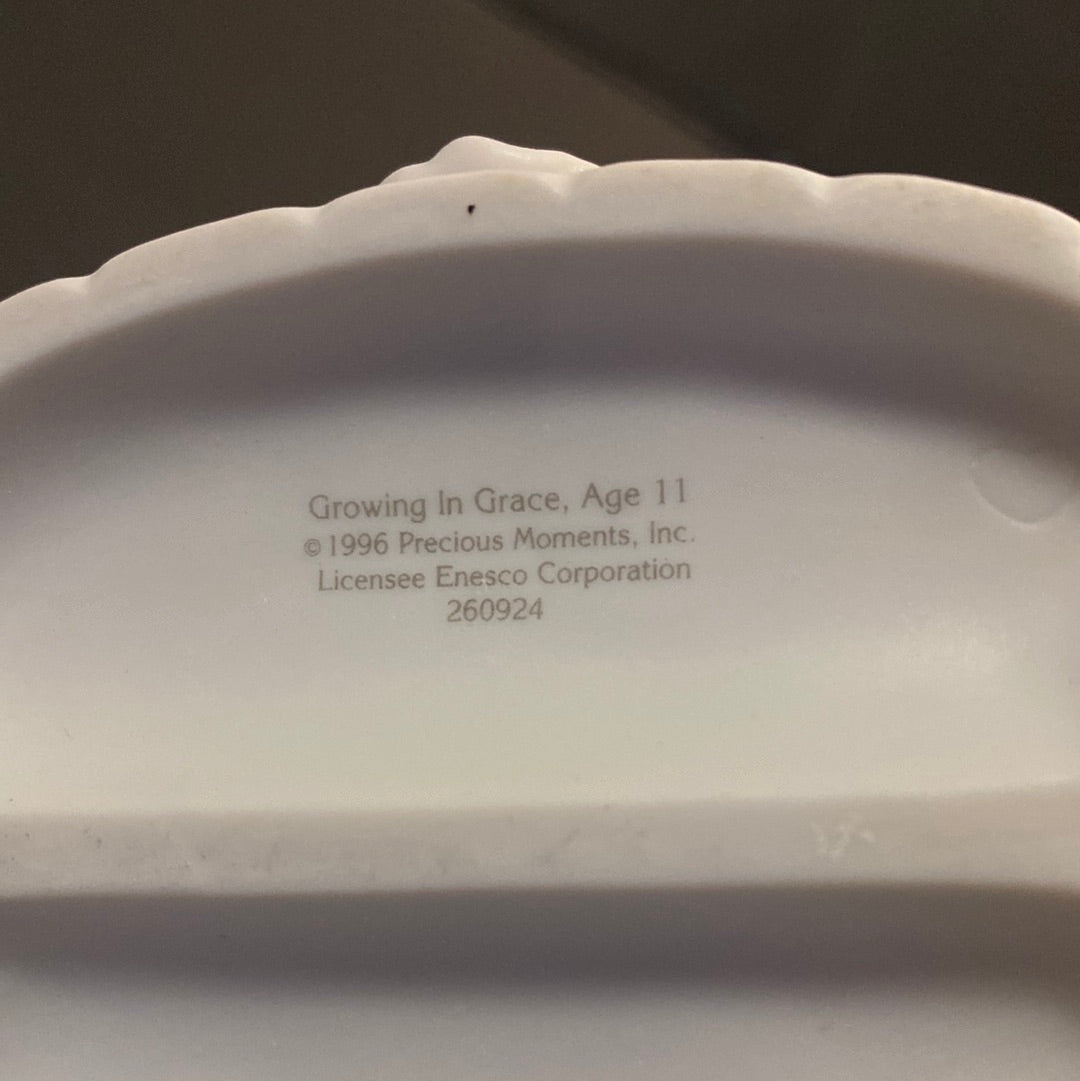 Growing In Grace, Age 11
©1996 Precious Moments, Inc.
Licensee Enesco Corporation
260924